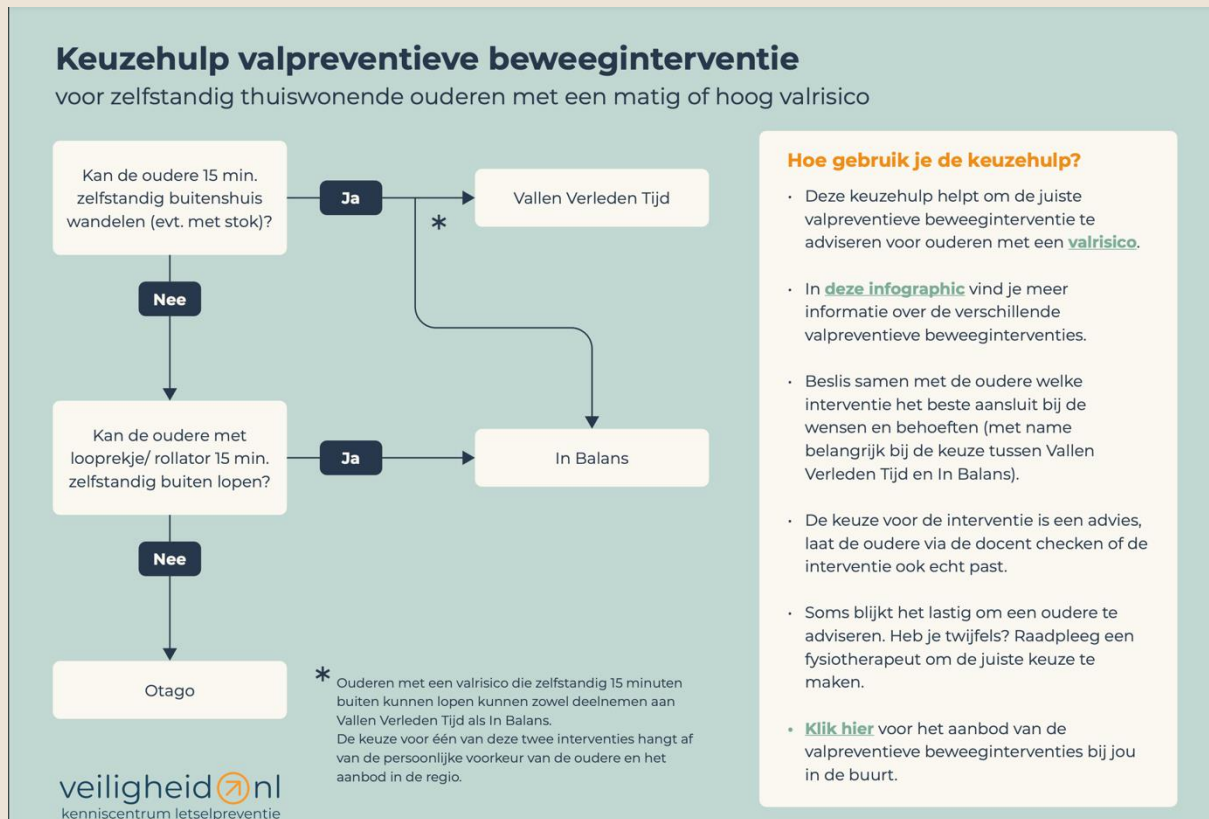 Keuzehulp valpreventieve beweeginterventie
voor zelfstandig thuiswonende ouderen met een matig of hoog valrisico
Kan de oudere 15 min.
zelfstandig buitenshuis
wandelen (evt. met stok)?
Ja
*
Vallen Verleden Tijd
Nee
Kan de oudere met
looprekje/ rollator 15 min.
zelfstandig buiten lopen?
Ja
In Balans
Nee
Otago
* Ouderen met een valrisico die zelfstandig 15 minuten
buiten kunnen lopen kunnen zowel deelnemen aan
Vallen Verleden Tijd als In Balans.
De keuze voor één van deze twee interventies hangt af
van de persoonlijke voorkeur van de oudere en het
aanbod in de regio.
veiligheid nl
kenniscentrum letselpreventie
Hoe gebruik je de keuzehulp?
• Deze keuzehulp helpt om de juiste
valpreventieve beweeginterventie te
adviseren voor ouderen met een valrisico.
• In deze infographic vind je meer
informatie over de verschillende
valpreventieve beweeginterventies.
• Beslis samen met de oudere welke
interventie het beste aansluit bij de
wensen en behoeften (met name
belangrijk bij de keuze tussen Vallen
Verleden Tijd en In Balans).
• De keuze voor de interventie is een advies,
laat de oudere via de docent checken of de
interventie ook echt past.
• Soms blijkt het lastig om een oudere te
adviseren. Heb je twijfels? Raadpleeg een
fysiotherapeut om de juiste keuze te
maken.
• Klik hier voor het aanbod van de
valpreventieve beweeginterventies bij jou
in de buurt.